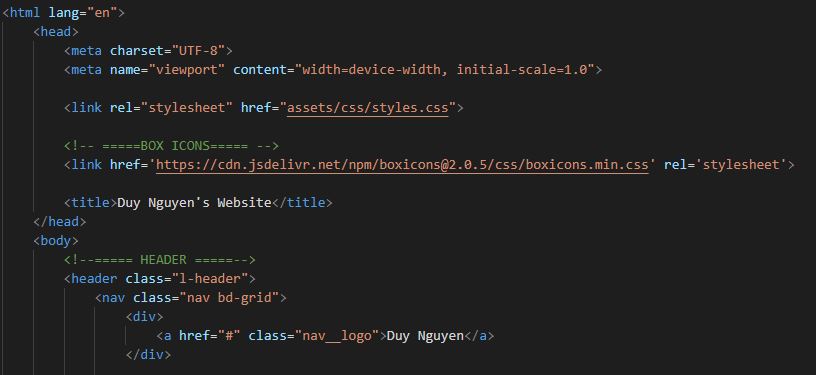 <html lang="en">
<head>
<meta charset="UTF-8">
<meta name="viewport" content="width=device-width, initial-scale=1.0">
<link rel="stylesheet" href="assets/css/styles.css">
<!-- =====BOX ICONS===== -->
<link href='https://cdn.jsdelivr.net/npm/boxicons@2.0.5/css/boxicons.min.css' rel='stylesheet'>
<title>Duy Nguyen's Website</title>
</head>
<body>
<!--===== HEADER =====-->
<header class="l-header">
<nav class="nav bd-grid">
<div>
<a href="#" class="nav__logo">Duy Nguyen</a>
</div>